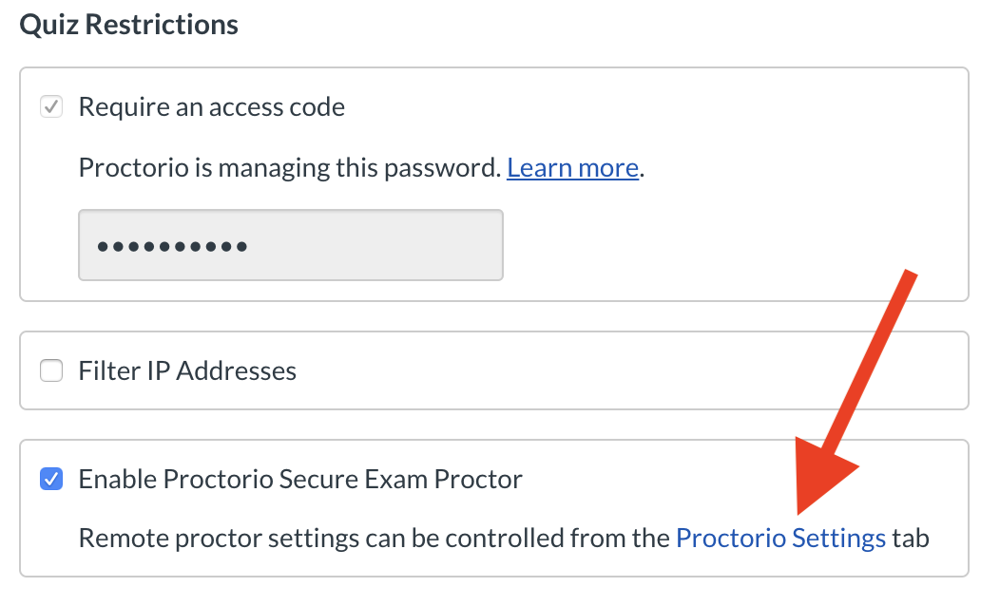 Quiz Restrictions
Require an access code
Proctorio is managing this password. Learn more.
••••••••••
Filter IP Addresses
Enable Proctorio Secure Exam Proctor
Remote proctor settings can be controlled from the Proctorio Settings tab